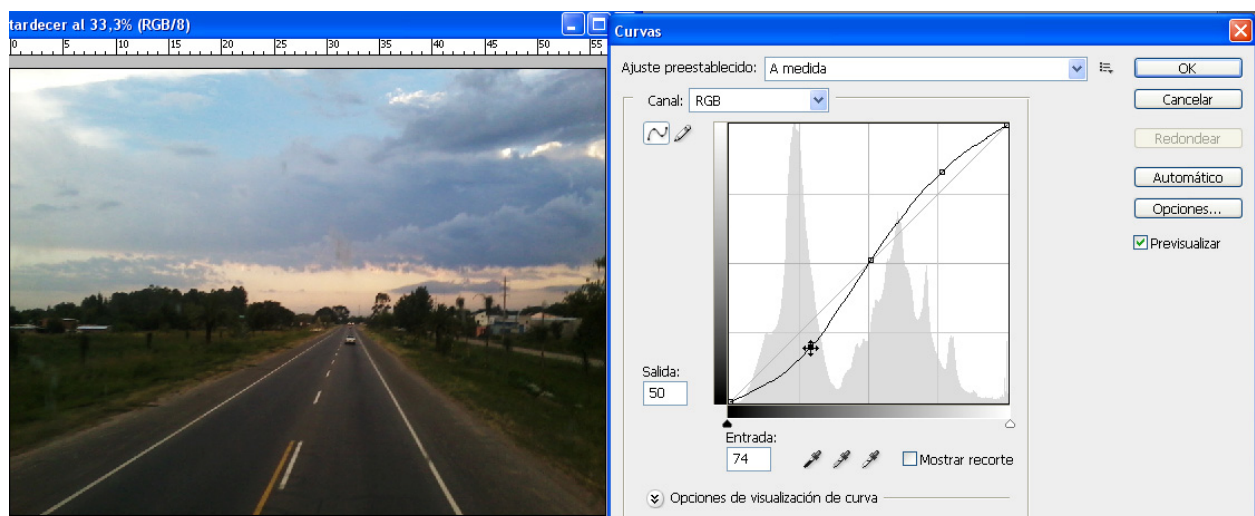 tardecer al 33,3% (RGB/8)
0 5 10 15 20 25 30 35 40 45 50 55
Curvas
Ajuste preestablecido: A medida
OK
Canal: RGB
Cancelar
Redondear
Automático
Opciones...
Previsualizar
Salida:
50
Entrada:
74
Mostrar recorte
Opciones de visualización de curva